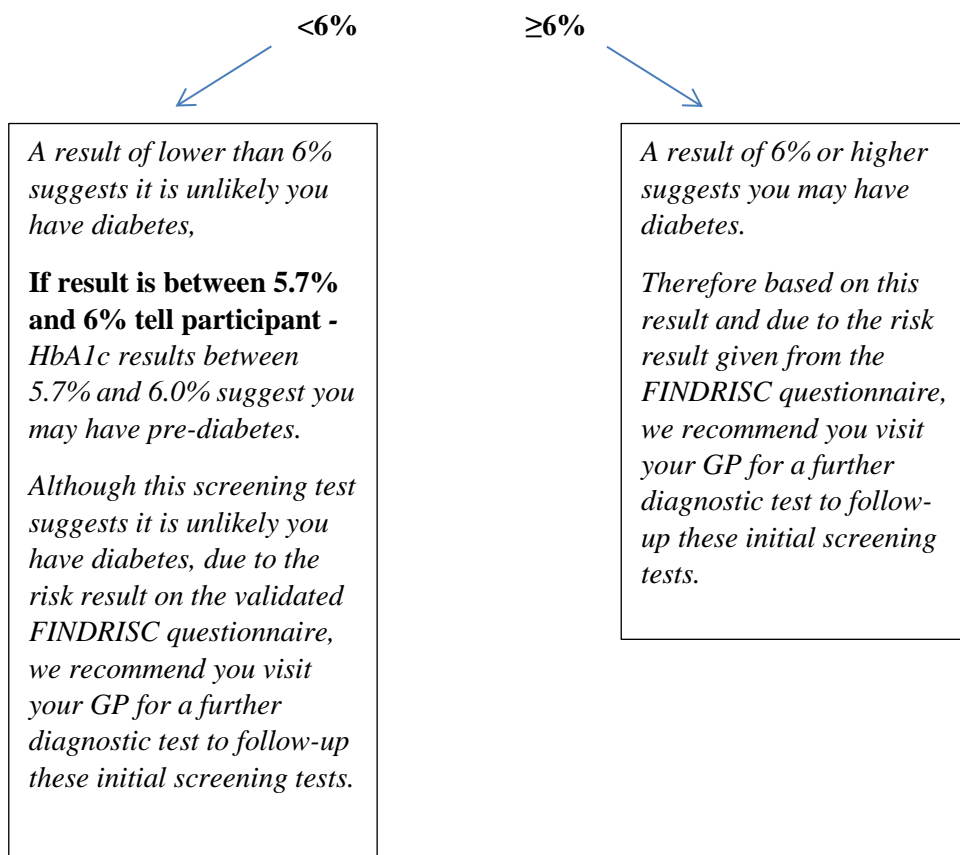 <6%
≥6%
A result of lower than 6%
suggests it is unlikely you
have diabetes,
If result is between 5.7%
and 6% tell participant -
HbA1c results between
5.7% and 6.0% suggest you
may have pre-diabetes.
Although this screening test
suggests it is unlikely you
have diabetes, due to the
risk result on the validated
FINDRISC questionnaire,
we recommend you visit
your GP for a further
diagnostic test to follow-up
these initial screening tests.
A result of 6% or higher
suggests you may have
diabetes.
Therefore based on this
result and due to the risk
result given from the
FINDRISC questionnaire,
we recommend you visit
your GP for a further
diagnostic test to follow-
up these initial screening
tests.